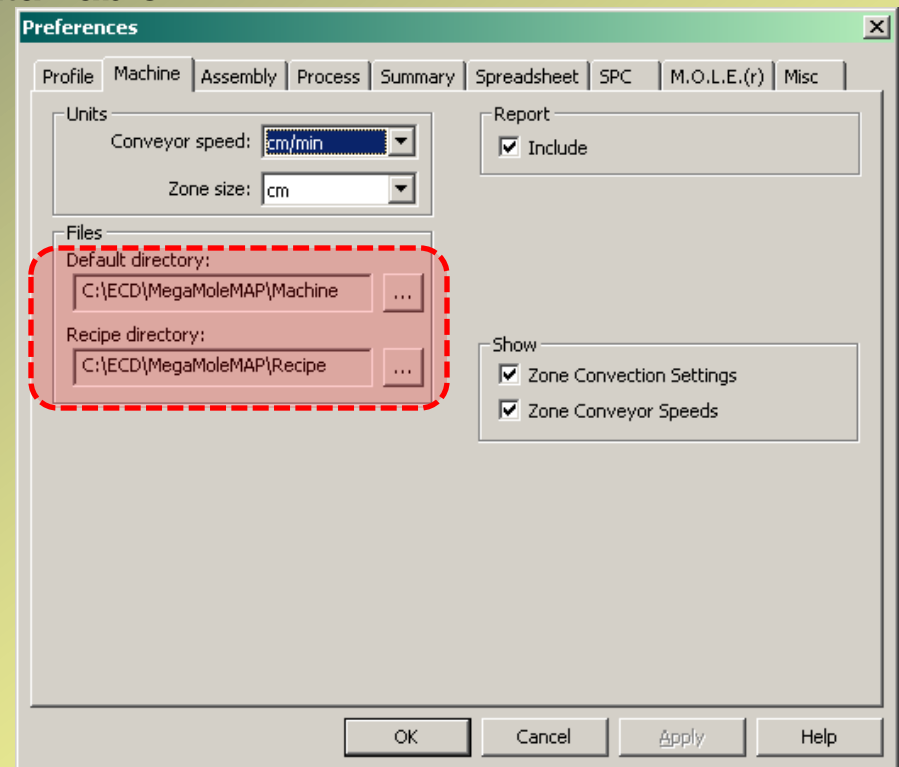 Preferences
Profile Machine Assembly Process Summary Spreadsheet SPC M.O.L.E.(r) Misc
Units
Conveyor speed: cm/min
Zone size: cm
Report
Include
Files
Default directory:
C:\ECD\MegaMoleMAP\Machine ...
Recipe directory:
C:\ECD\MegaMoleMAP\Recipe ...
Show
Zone Convection Settings
Zone Conveyor Speeds
OK Cancel Apply Help